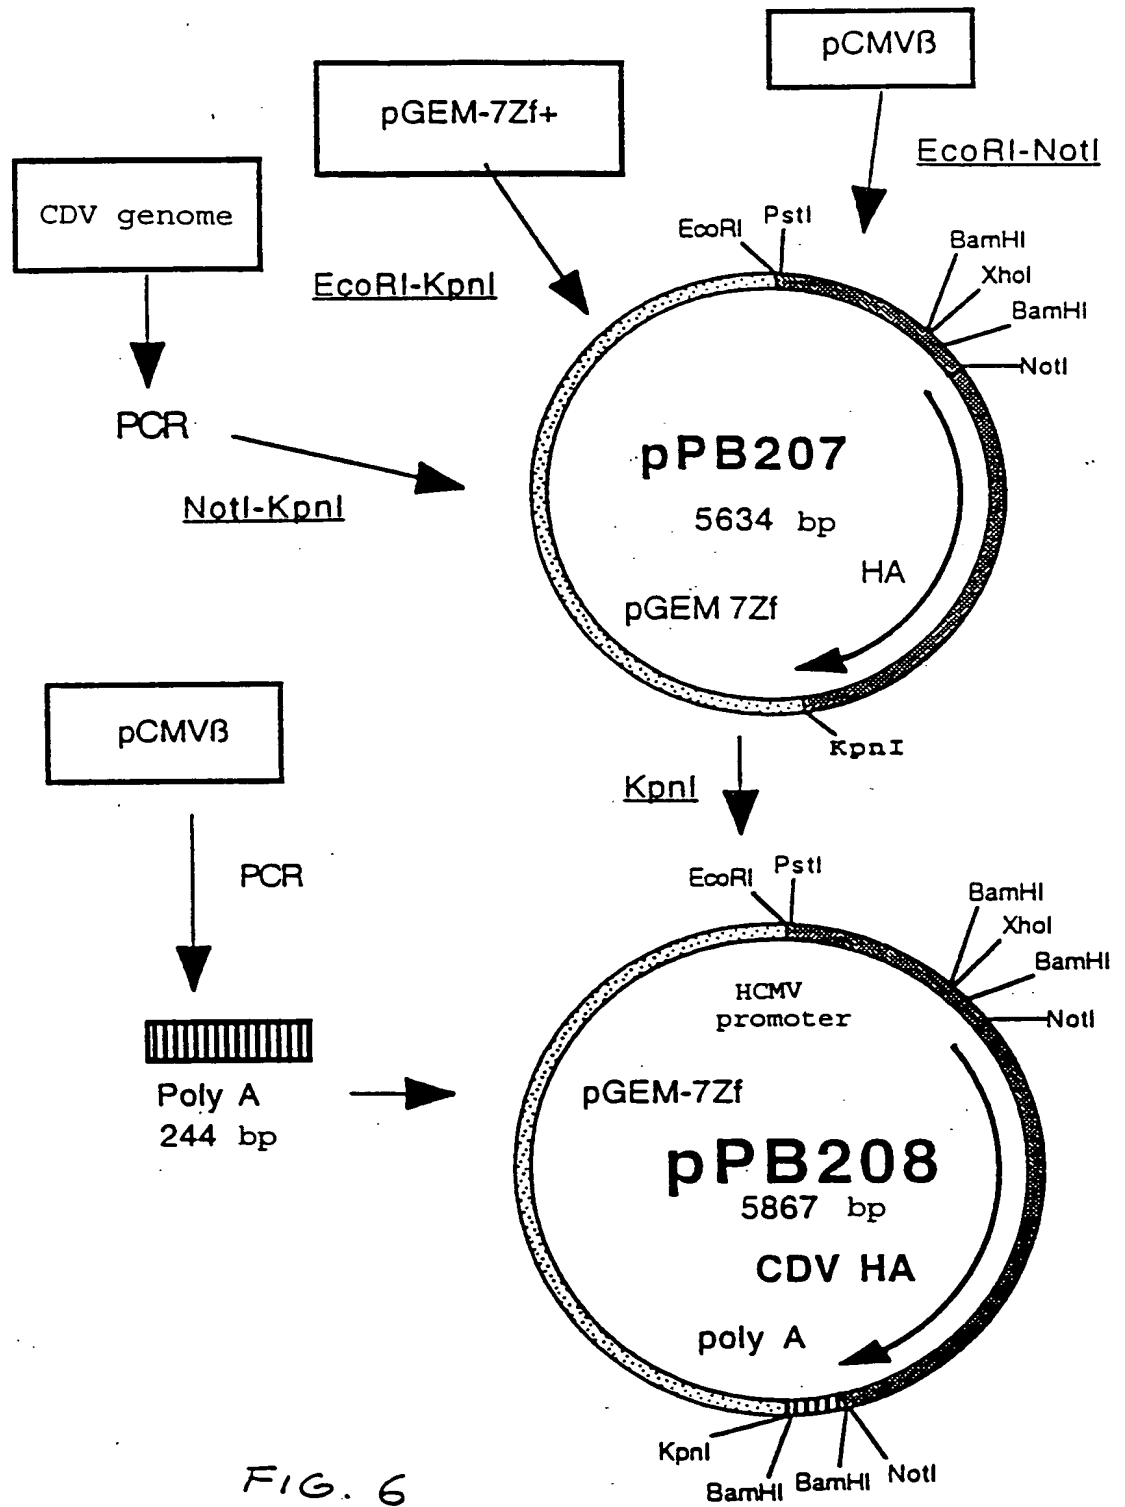 pCMVß
pGEM-7Zf+
EcoRI-NotI
CDV genome
EcoRI
PstI
BamHI
XhoI
BamHI
NotI
EcoRI-KpnI
PCR
NotI-KpnI
pPB207
5634 bp
HA
pGEM 7Zf
KpnI
pCMVß
KpnI
PCR
EcoRI
PstI
BamHI
XhoI
BamHI
NotI
HCMV
promoter
Poly A
244 bp
pGEM-7Zf
pPB208
5867 bp
CDV HA
poly A
KpnI
BamHI
BamHI
NotI
FIG. 6